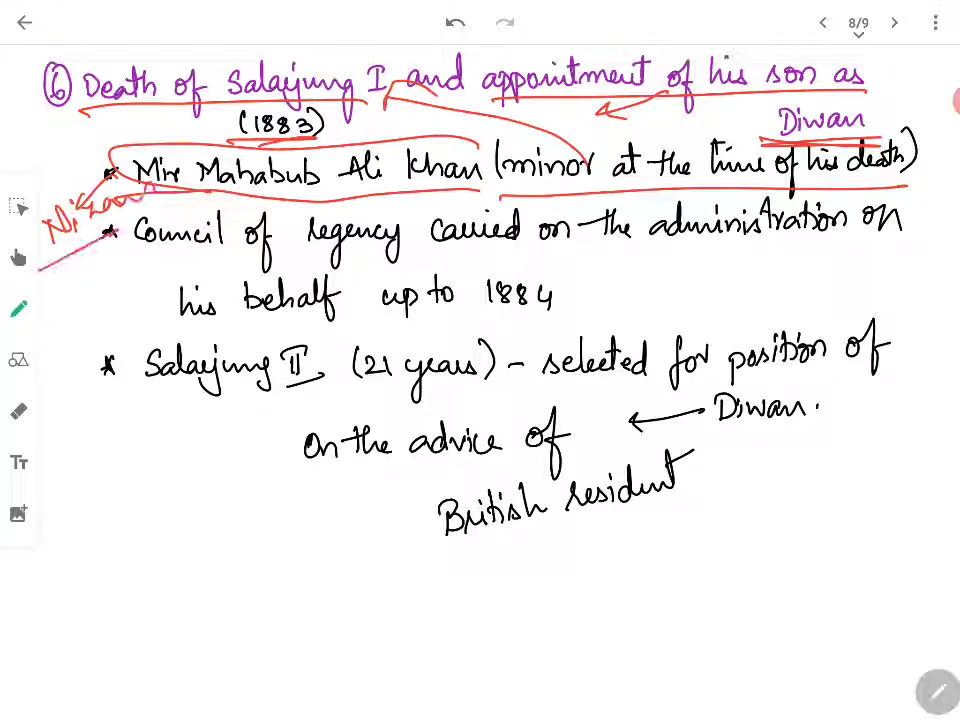 8/9
⑥ Death of Salarjung I and appointment of his son as
(1883) Diwan
* Mir Mahabub Ali Khan (minor at the time of his death)
Nizam
* Council of regency carried on the administration on
his behalf up to 1884
* Salarjung II (21 years) - selected for position of
Diwan.
on the advice of
British resident
TT